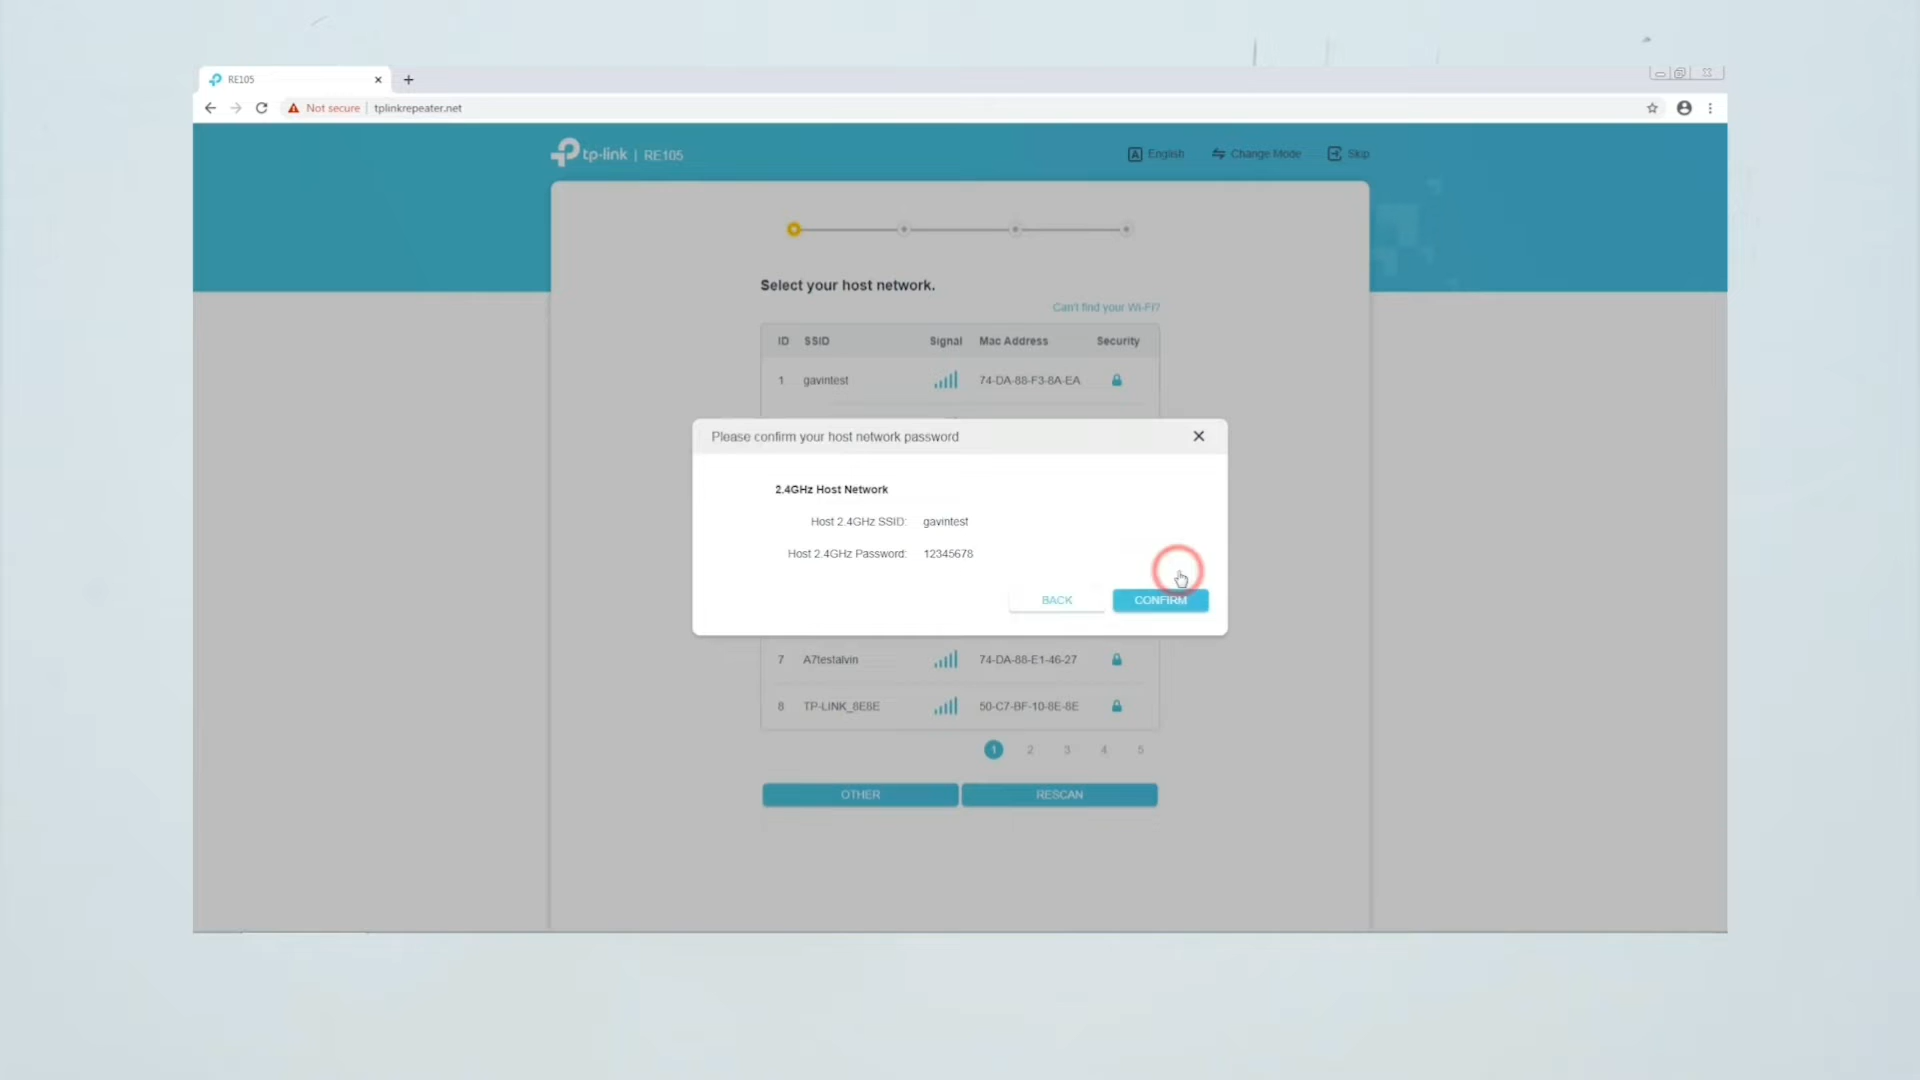 RE105
Not secure | tplinkrepeater.net
tp-link | RE105
English
Change Mode
Skip
Select your host network.
Can't find your Wi-Fi?
ID SSID Signal Mac Address Security
1 gavintest 74-DA-88-F3-8A-EA
Please confirm your host network password
2.4GHz Host Network
Host 2.4GHz SSID: gavintest
Host 2.4GHz Password: 12345678
BACK CONFIRM
7 A7testalvin 74-DA-88-E1-46-27
8 TP-LINK_8E8E 50-C7-BF-10-8E-8E
1 2 3 4 5
OTHER RESCAN